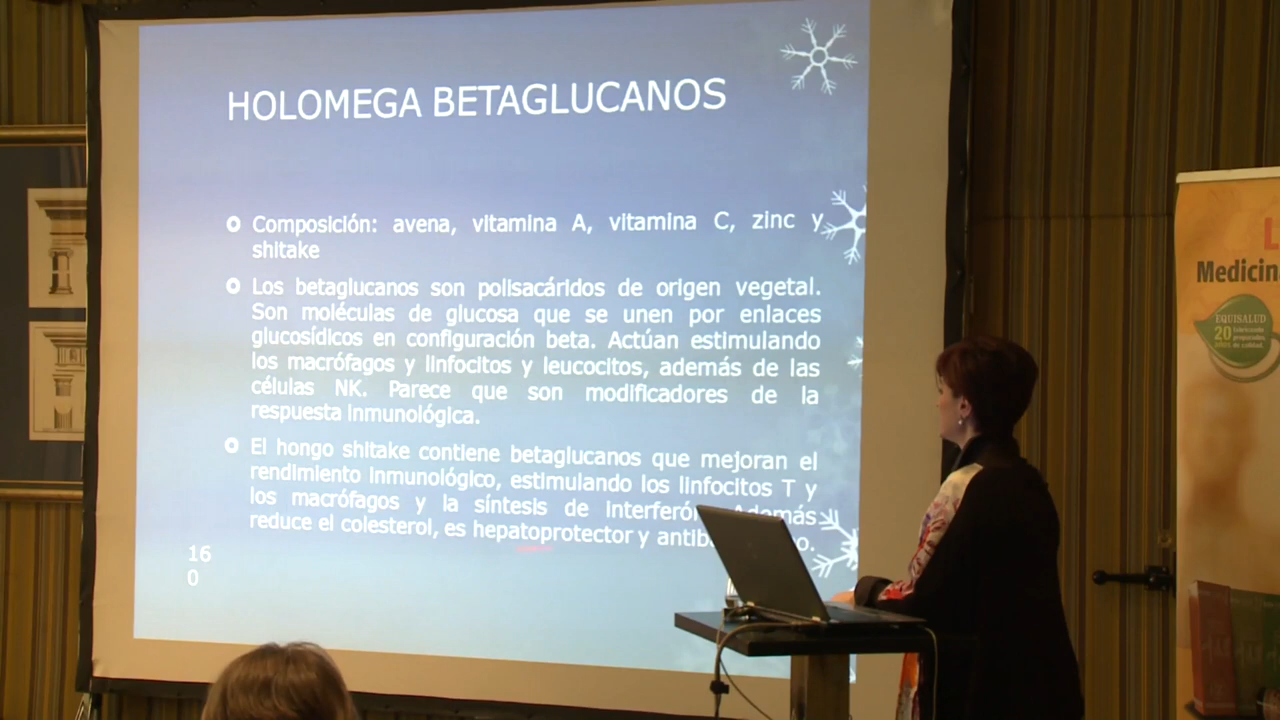 HOLOMEGA BETAGLUCANOS
Composición: avena, vitamina A, vitamina C, zinc y
shitake
Los betaglucanos son polisacáridos de origen vegetal.
Son moléculas de glucosa que se unen por enlaces
glucosídicos en configuración beta. Actúan estimulando
los macrófagos y linfocitos y leucocitos, además de las
células NK. Parece que son modificadores de la
respuesta inmunológica.
El hongo shitake contiene betaglucanos que mejoran el
rendimiento inmunológico, estimulando los linfocitos T y
los macrófagos y la síntesis de Además
reduce el colesterol, es hepatoprotector y
16
0
L
Medicin
EQUISALUD
20
años